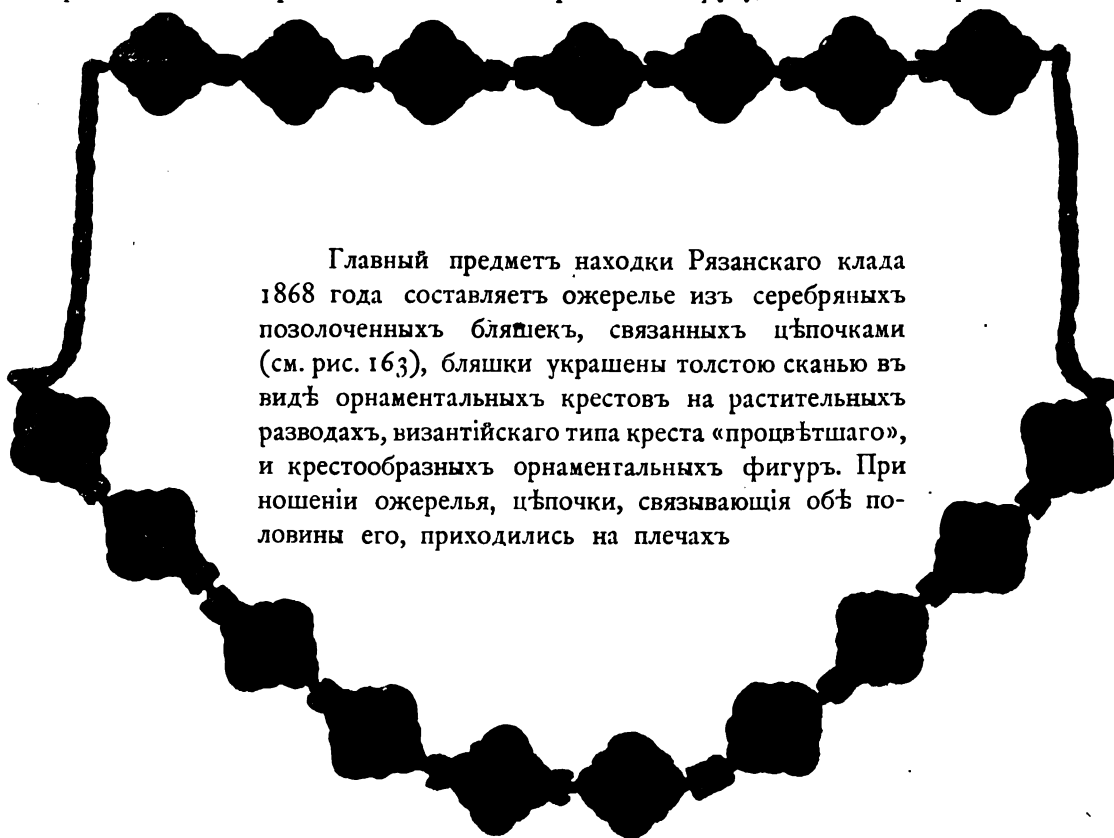 Главный предметъ находки Рязанскаго клада
1868 года составляетъ ожерелье изъ серебряныхъ
позолоченныхъ бляшекъ, связанныхъ цѣпочками
(см. рис. 163), бляшки украшены толстою сканью въ
видѣ орнаментальныхъ крестовъ на растительныхъ
разводахъ, византійскаго типа креста «процвѣтшаго»,
и крестообразныхъ орнаментальныхъ фигуръ. При
ношеніи ожерелья, цѣпочки, связывающія обѣ по-
ловины его, приходились на плечахъ